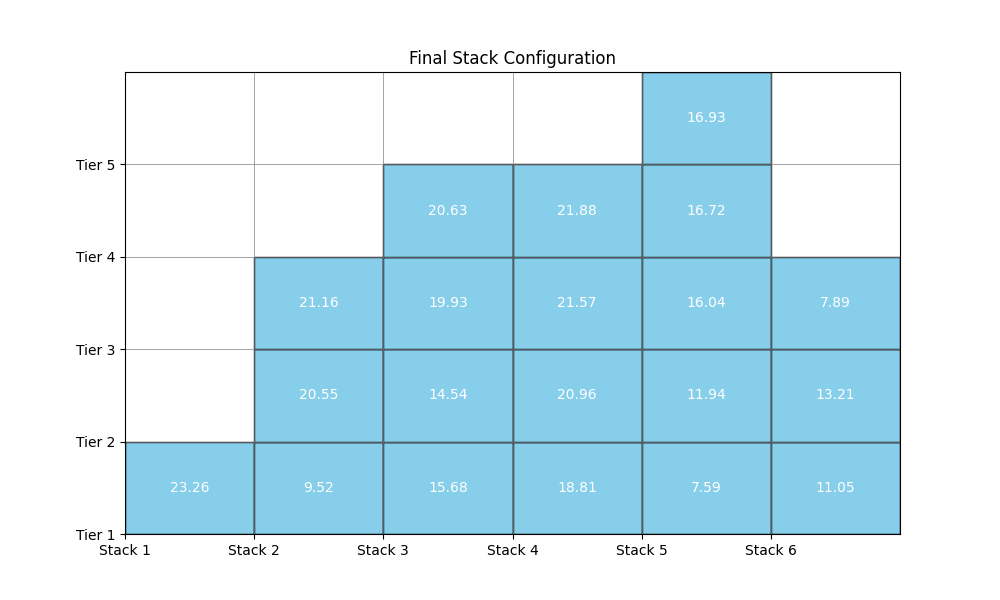 Final Stack Configuration
16.93
Tier 5
20.63 21.88 16.72
Tier 4
21.16 19.93 21.57 16.04 7.89
Tier 3
20.55 14.54 20.96 11.94 13.21
Tier 2
23.26 9.52 15.68 18.81 7.59 11.05
Tier 1
Stack 1 Stack 2 Stack 3 Stack 4 Stack 5 Stack 6